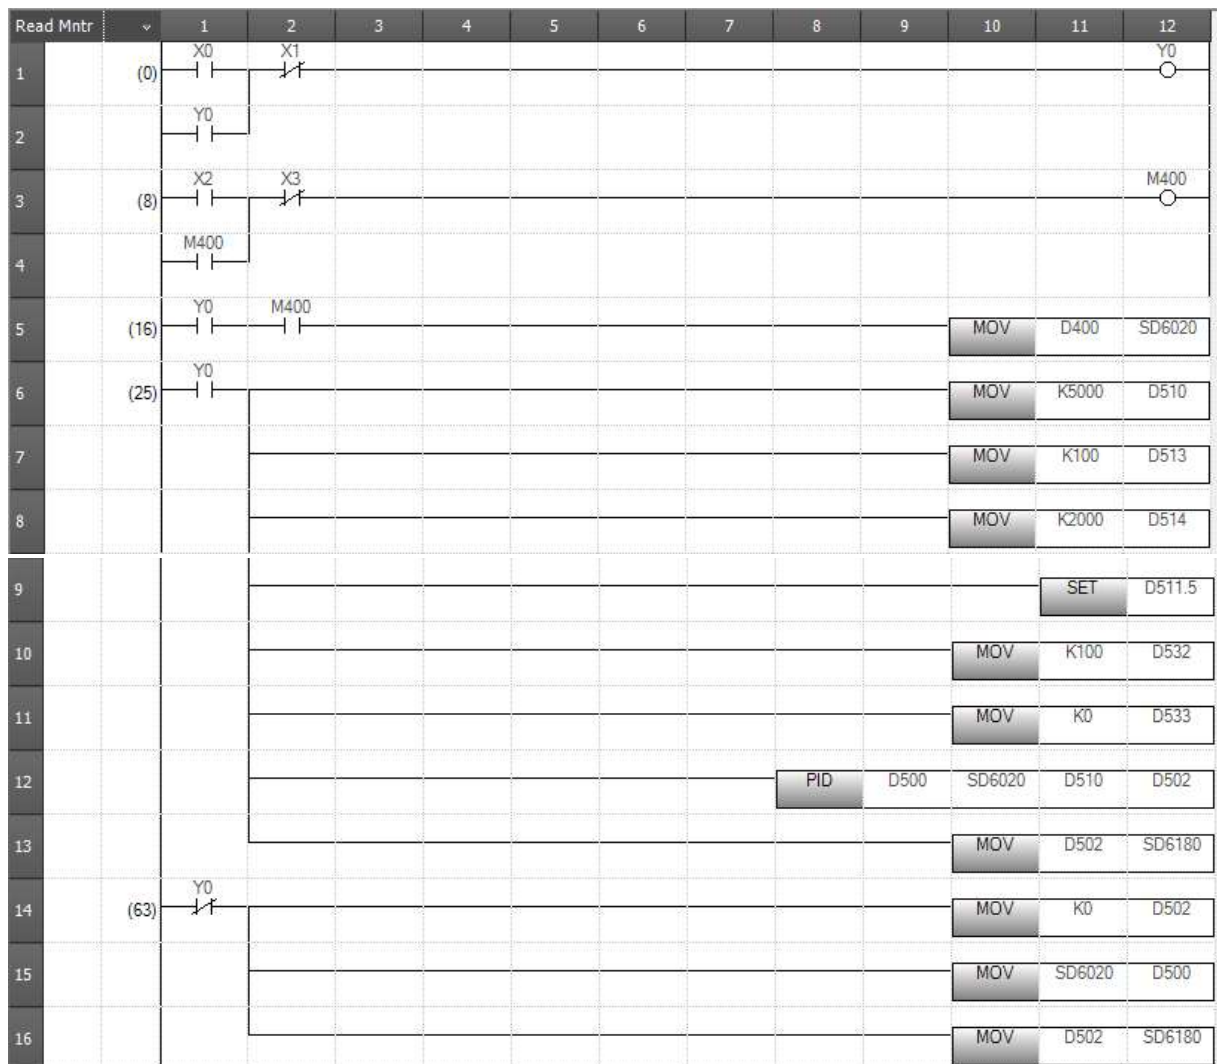 Read Mntr 1 2 3 4 5 6 7 8 9 10 11 12
X0 X1 Y0
1 (0)
Y0
2
X2 X3 M400
3 (8)
M400
4
Y0 M400
5 (16) MOV D400 SD6020
Y0
6 (25) MOV K5000 D510
7 MOV K100 D513
8 MOV K2000 D514
9 SET D511.5
10 MOV K100 D532
11 MOV K0 D533
12 PID D500 SD6020 D510 D502
13 MOV D502 SD6180
Y0
14 (63) MOV K0 D502
15 MOV SD6020 D500
16 MOV D502 SD6180